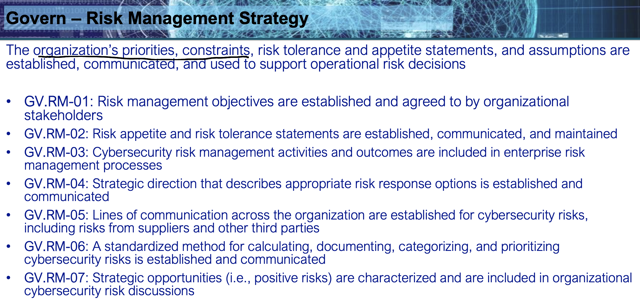 Govern – Risk Management Strategy
The organization's priorities, constraints, risk tolerance and appetite statements, and assumptions are
established, communicated, and used to support operational risk decisions
• GV.RM-01: Risk management objectives are established and agreed to by organizational
stakeholders
• GV.RM-02: Risk appetite and risk tolerance statements are established, communicated, and maintained
• GV.RM-03: Cybersecurity risk management activities and outcomes are included in enterprise risk
management processes
• GV.RM-04: Strategic direction that describes appropriate risk response options is established and
communicated
• GV.RM-05: Lines of communication across the organization are established for cybersecurity risks,
including risks from suppliers and other third parties
• GV.RM-06: A standardized method for calculating, documenting, categorizing, and prioritizing
cybersecurity risks is established and communicated
• GV.RM-07: Strategic opportunities (i.e., positive risks) are characterized and are included in organizational
cybersecurity risk discussions